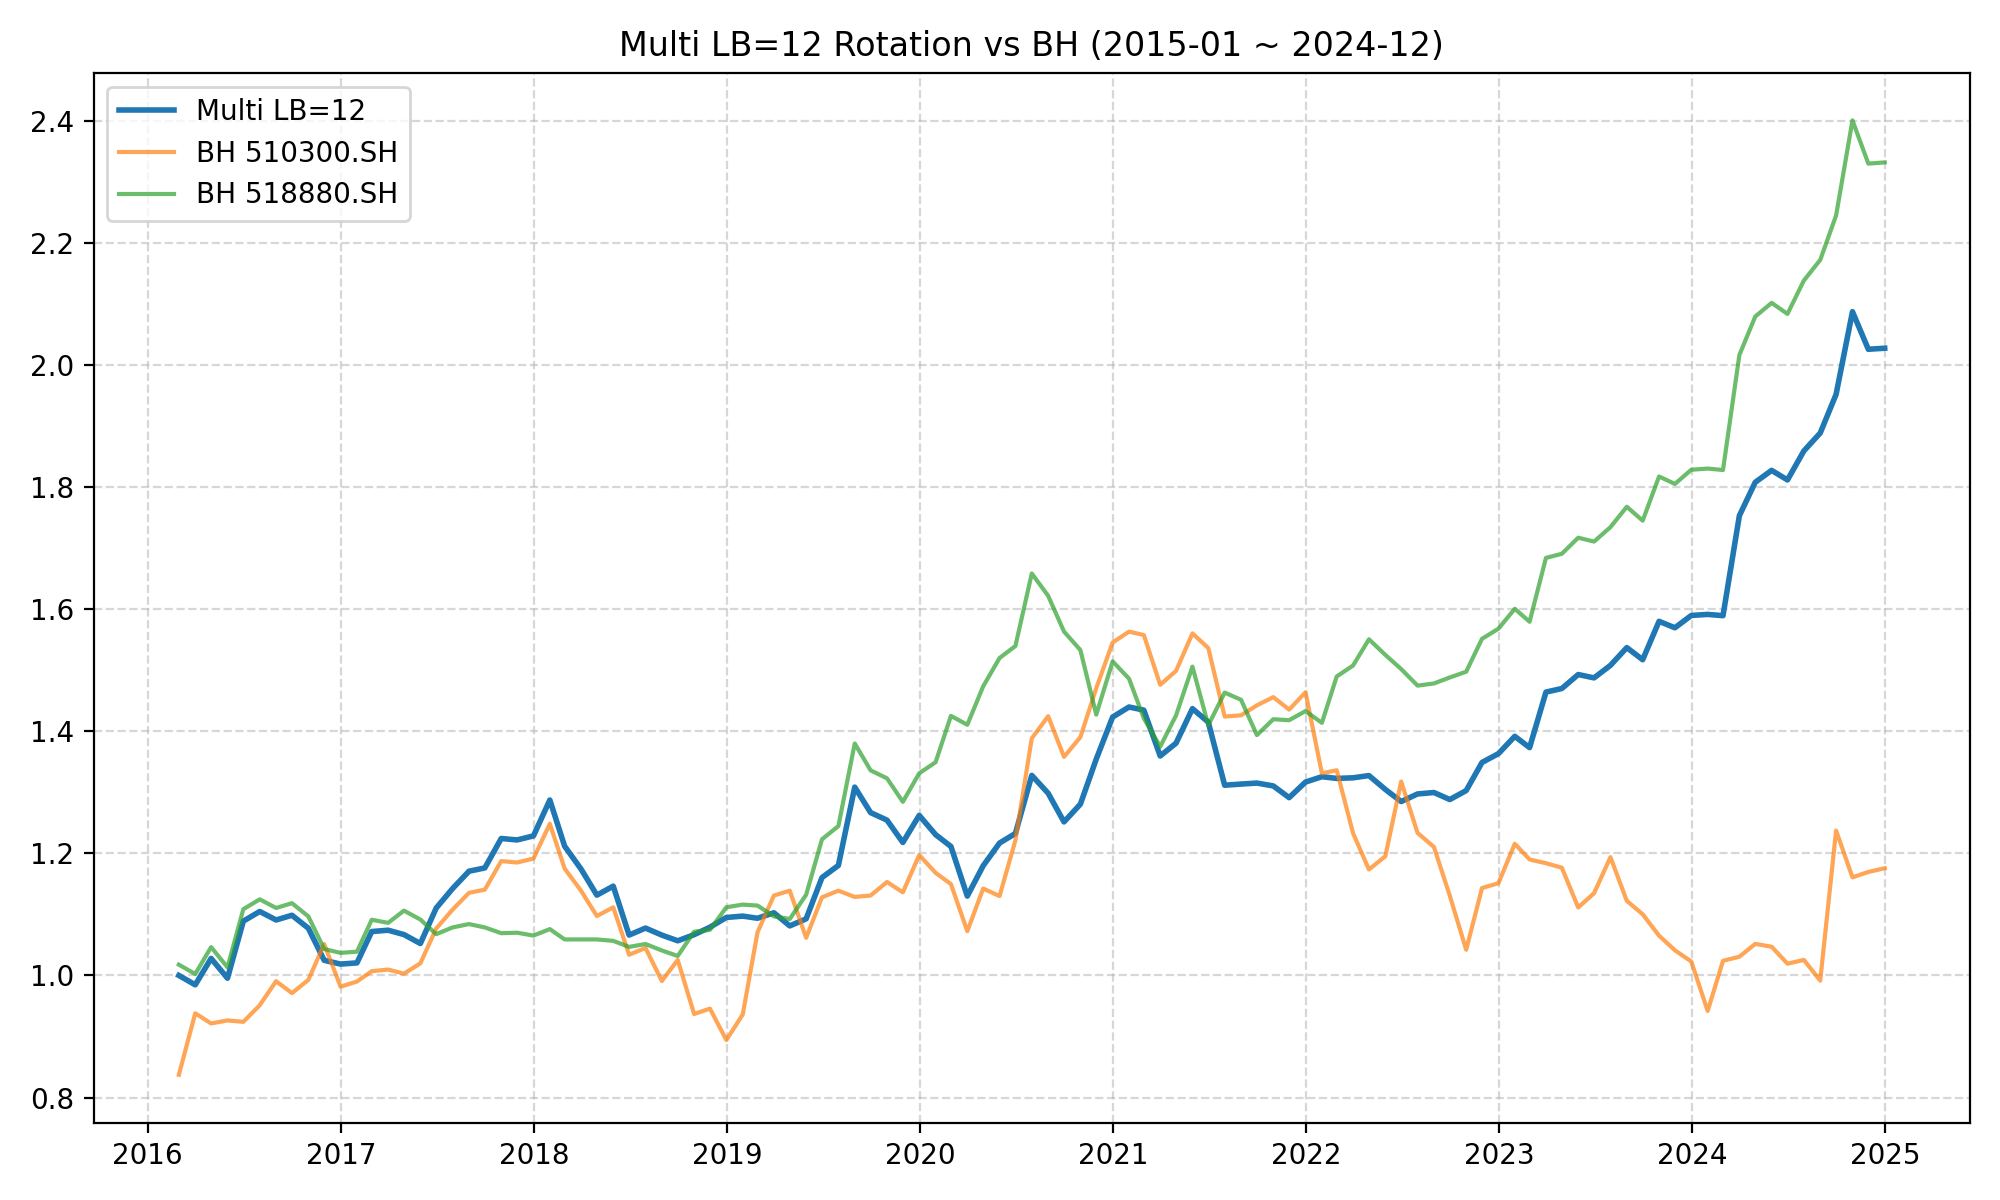 Multi LB=12 Rotation vs BH (2015-01 ~ 2024-12)
Multi LB=12
BH 510300.SH
BH 518880.SH
2.4
2.2
2.0
1.8
1.6
1.4
1.2
1.0
0.8
2016 2017 2018 2019 2020 2021 2022 2023 2024 2025